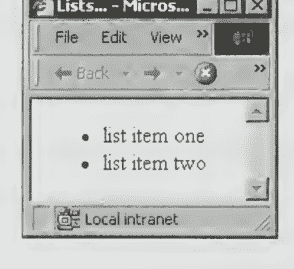 Lists... - Micros...
File Edit View »
Back »
• list item one
• list item two
Local intranet